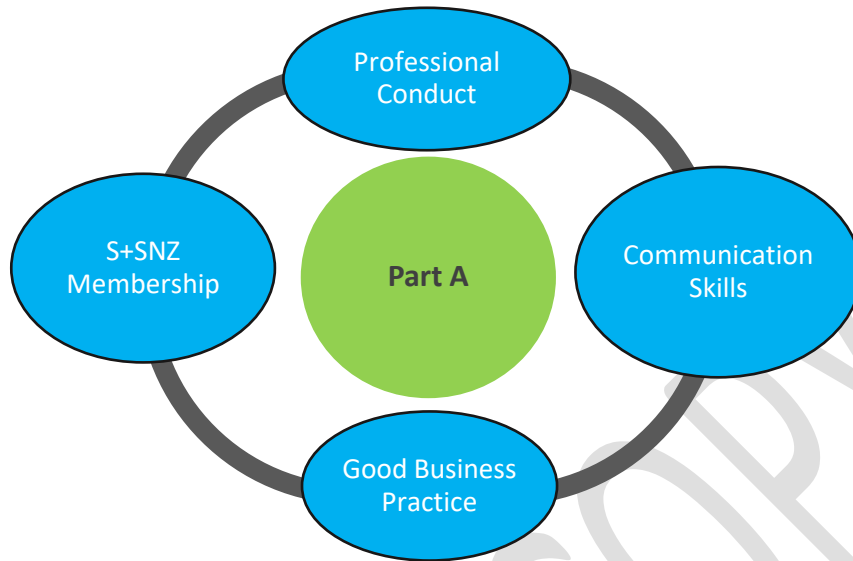 Professional
Conduct
S+SNZ
Membership
Part A
Communication
Skills
Good Business
Practice